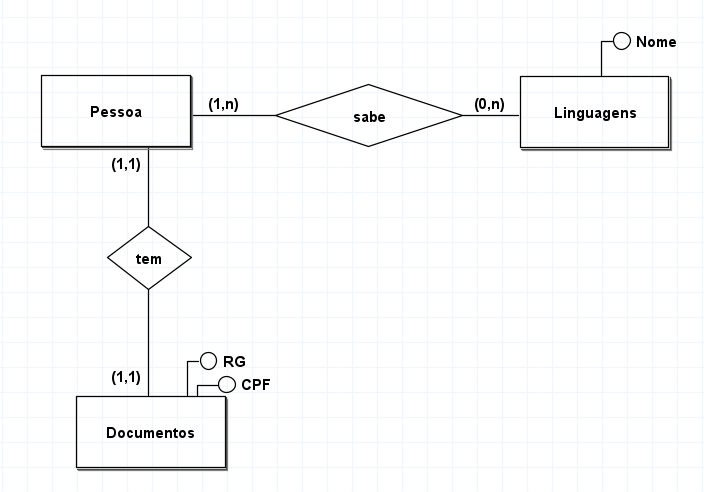 Nome
Pessoa
(1,n)
sabe
(0,n)
Linguagens
(1,1)
tem
(1,1)
RG
CPF
Documentos